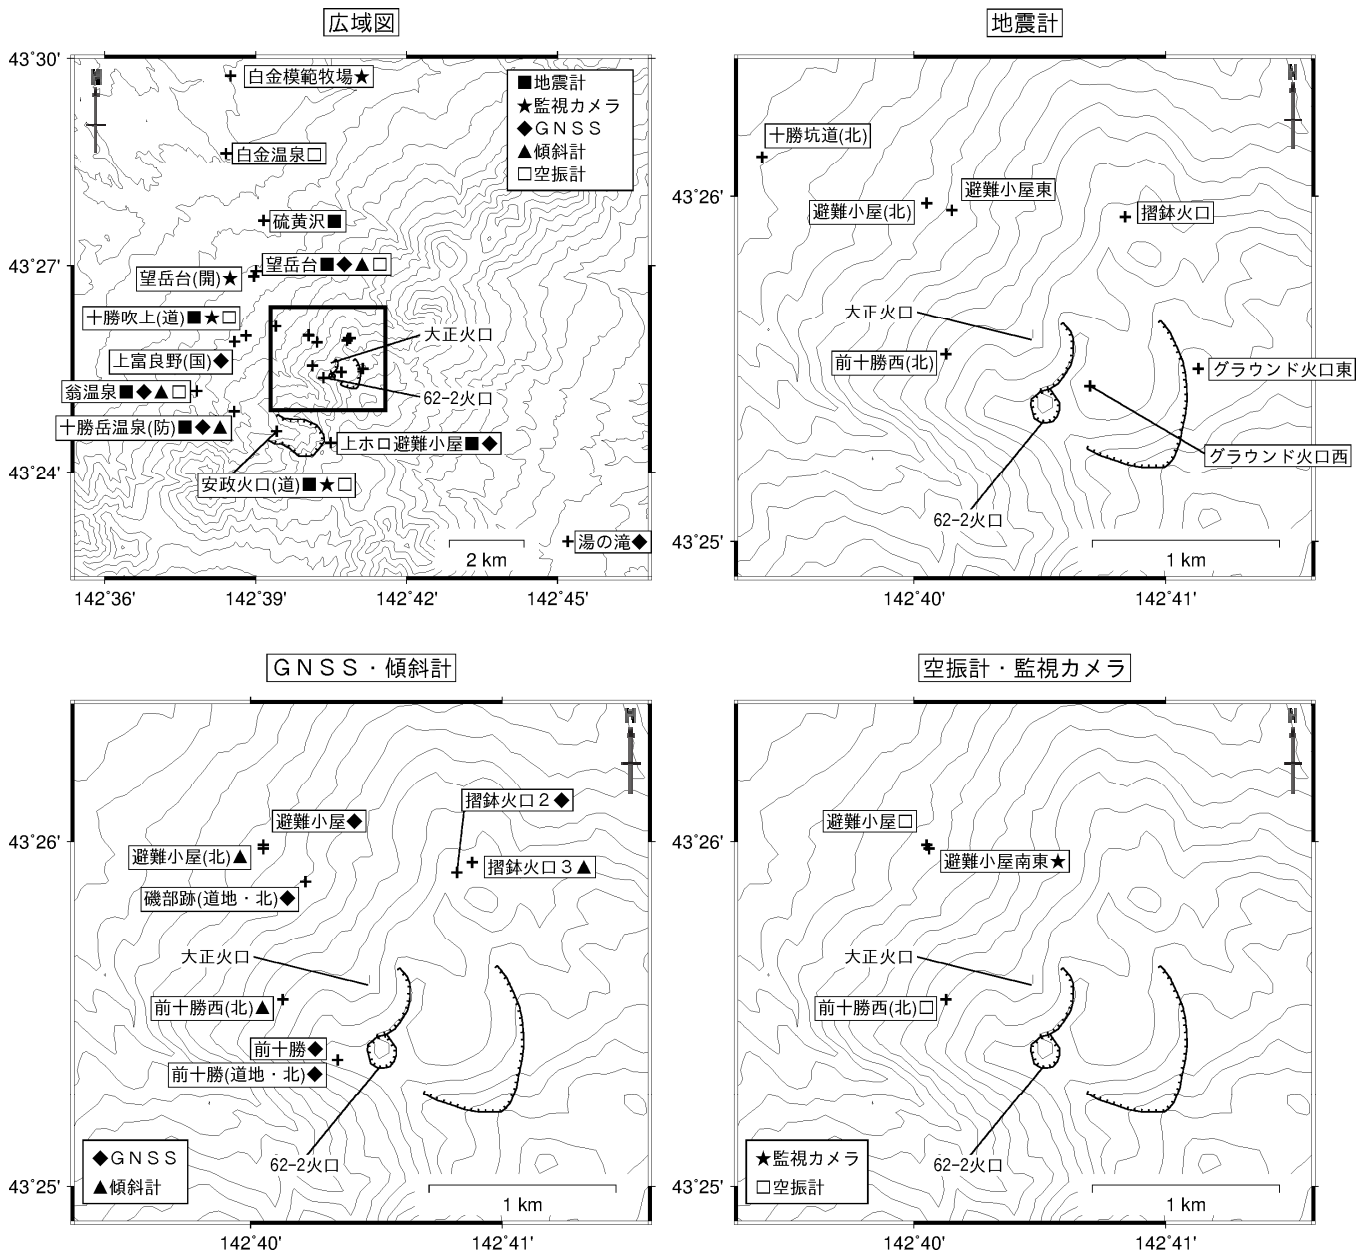 広域図
43°30'
43°27'
43°24'
142°36'
142°39'
142°42'
142°45'
N
白金模範牧場★
■地震計
★監視カメラ
◆GNSS
▲傾斜計
□空振計
白金温泉□
硫黄沢■
望岳台■◆▲□
望岳台(開)★
十勝吹上(道)■★□
大正火口
上富良野(国)◆
翁温泉■◆▲□
62-2火口
十勝岳温泉(防)■◆▲
上ホロ避難小屋■◆
安政火口(道)■★□
湯の滝◆
2 km
地震計
43°26'
43°25'
142°40'
142°41'
N
十勝坑道(北)
避難小屋東
避難小屋(北)
摺鉢火口
大正火口
前十勝西(北)
グラウンド火口東
グラウンド火口西
62-2火口
1 km
GNSS・傾斜計
43°26'
43°25'
142°40'
142°41'
N
摺鉢火口2◆
避難小屋◆
避難小屋(北)▲
摺鉢火口3▲
磯部跡(道地・北)◆
大正火口
前十勝西(北)▲
前十勝◆
前十勝(道地・北)◆
62-2火口
◆GNSS
▲傾斜計
1 km
空振計・監視カメラ
43°26'
43°25'
142°40'
142°41'
N
避難小屋□
避難小屋南東★
大正火口
前十勝西(北)□
62-2火口
★監視カメラ
□空振計
1 km